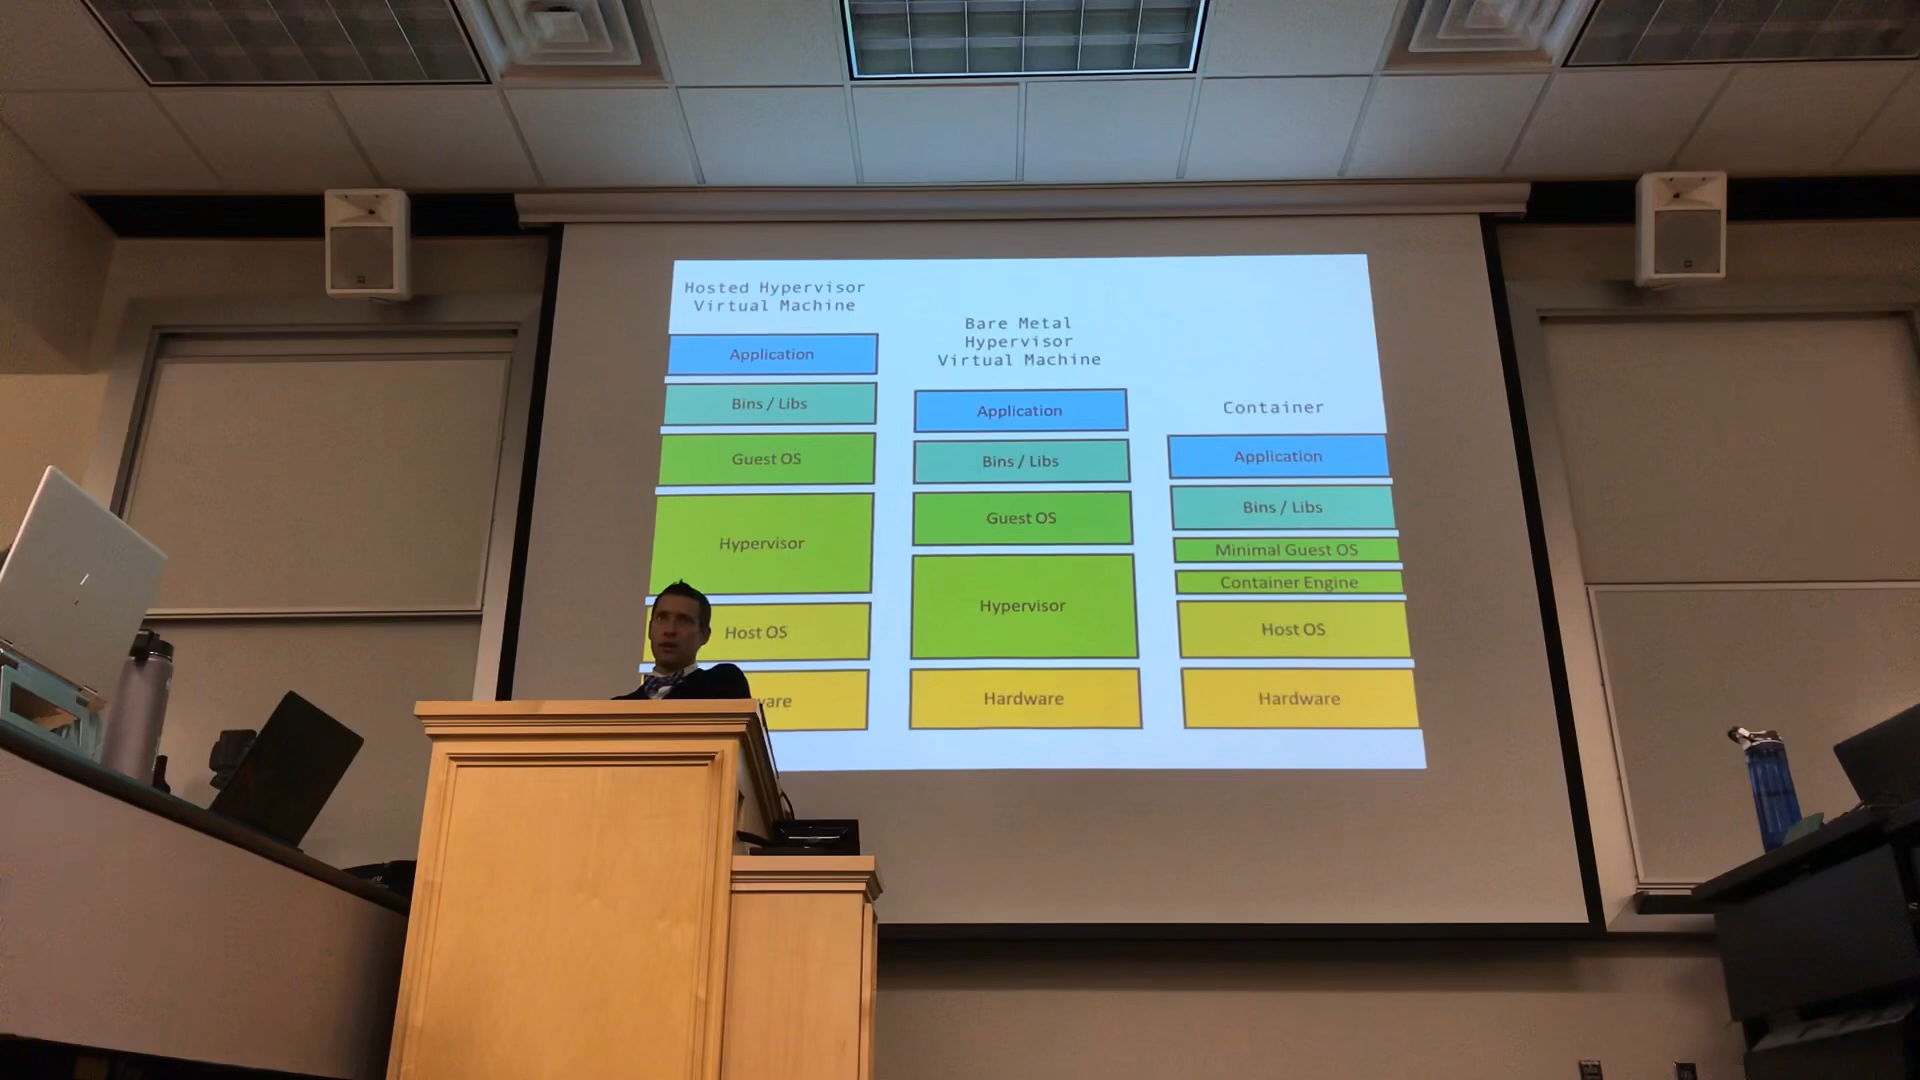 Hosted Hypervisor
Virtual Machine
Application
Bins / Libs
Guest OS
Hypervisor
Host OS
ware
Bare Metal
Hypervisor
Virtual Machine
Application
Bins / Libs
Guest OS
Hypervisor
Hardware
Container
Application
Bins / Libs
Minimal Guest OS
Container Engine
Host OS
Hardware